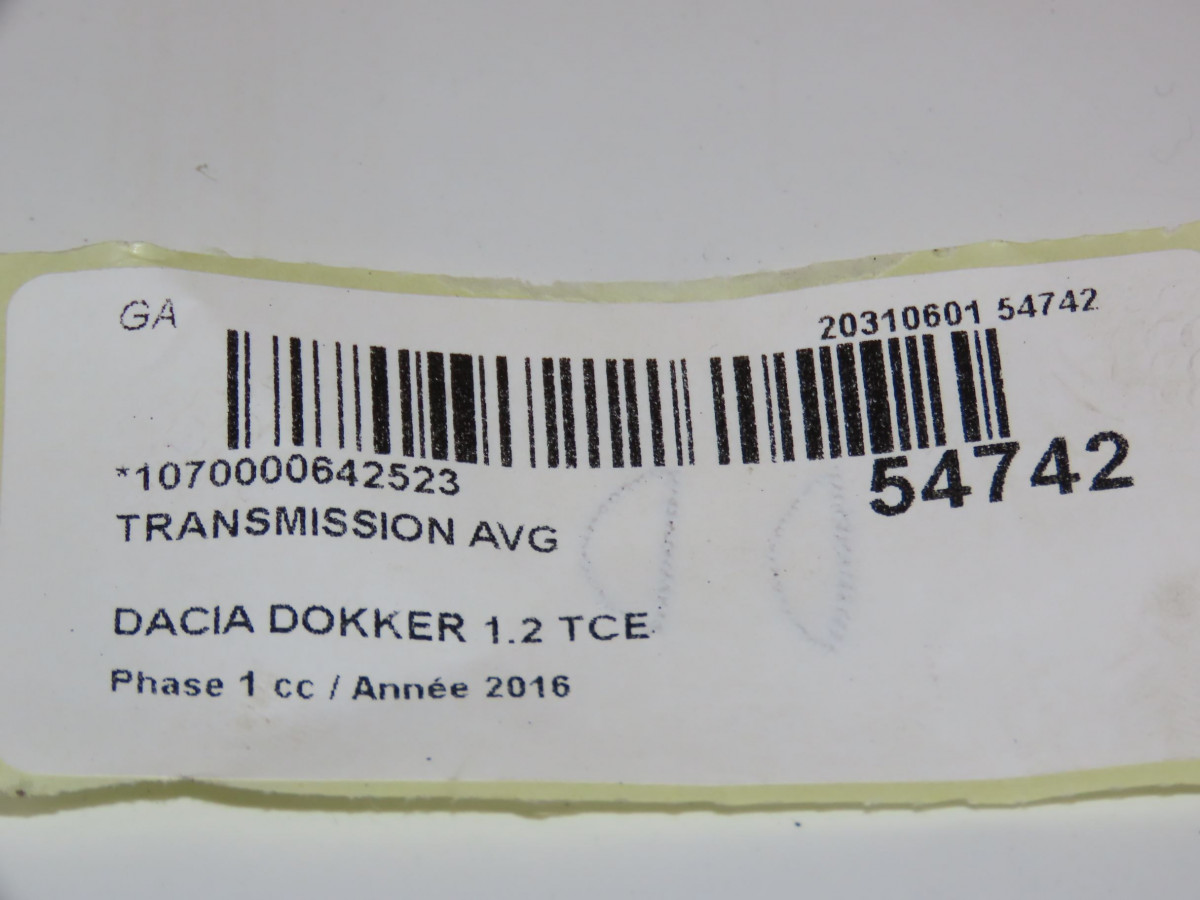 GA
20310601 54742
*1070000642523
54742
TRANSMISSION AVG
DACIA DOKKER 1.2 TCE
Phase 1 cc / Année 2016